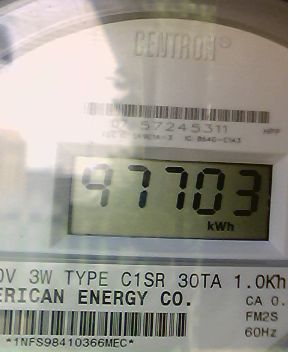 CENTRON®
57245311
HPP
97703
kWh
0V 3W TYPE C1SR 30TA 1.0Kh
ERICAN ENERGY CO.
CA 0.
FM2S
60Hz
*1NFS98410366MEC*